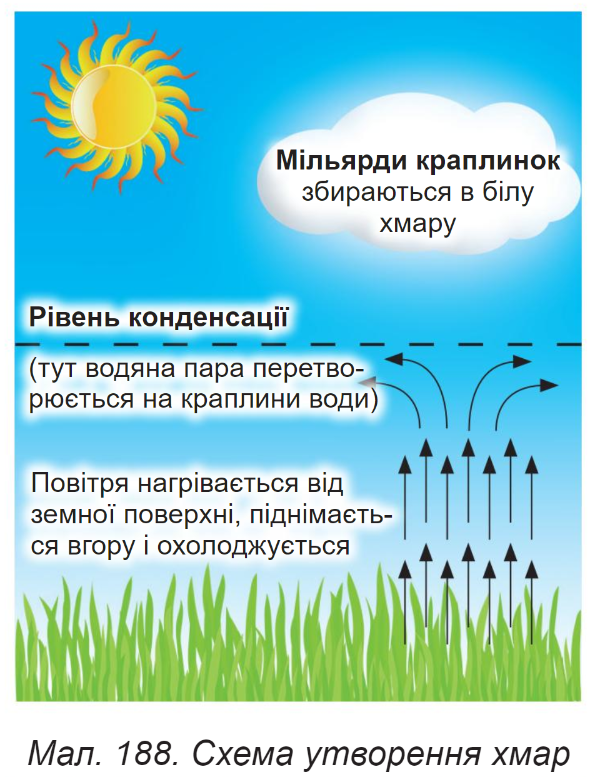 Мільярди краплинок
збираються в білу
хмару
Рівень конденсації
(тут водяна пара перетво-
рюється на краплини води)
Повітря нагрівається від
земної поверхні, піднімаєть-
ся вгору і охолоджується
Мал. 188. Схема утворення хмар